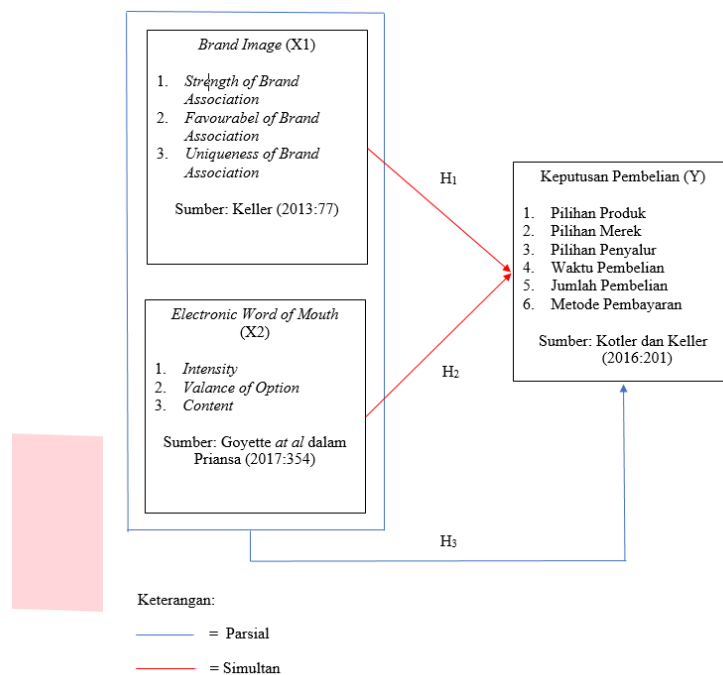 Brand Image (X1)
1. Strength of Brand
Association
2. Favourabel of Brand
Association
3. Uniqueness of Brand
Association
Sumber: Keller (2013:77)
H1
Keputusan Pembelian (Y)
1. Pilihan Produk
2. Pilihan Merek
3. Pilihan Penyalur
4. Waktu Pembelian
5. Jumlah Pembelian
6. Metode Pembayaran
Sumber: Kotler dan Keller
(2016:201)
Electronic Word of Mouth
(X2)
1. Intensity
2. Valance of Option
3. Content
Sumber: Goyette at al dalam
Priansa (2017:354)
H2
H3
Keterangan:
= Parsial
= Simultan